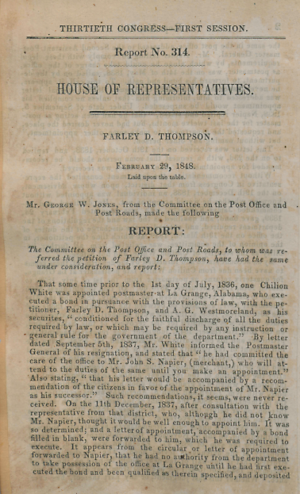 THIRTIETH CONGRESS—FIRST SESSION.
Report No. 314.
HOUSE OF REPRESENTATIVES.
FARLEY D. THOMPSON.
FEBRUARY 29, 1848.
Laid upon the table.
Mr. GEORGE W. JONES, from the Committee on the Post Office and
Post Roads, made the following
REPORT:
The Committee on the Post Office and Post Roads, to whom was re-
ferred the petition of Farley D. Thompson, have had the same
under consideration, and report:
That some time prior to the 1st day of July, 1836, one Chilion
White was appointed postmaster at La Grange, Alabama, who exe-
cuted a bond in pursuance with the provisions of law, with the pe-
titioner, Farley D. Thompson, and A. G. Westmoreland, as his
securities, "conditioned for the faithful discharge of all the duties
required by law, or which may be required by any instruction or
general rule for the government of the department." By letter
dated September 5th, 1837, Mr. White informed the Postmaster
General of his resignation, and stated that "he had committed the
care of the office to Mr. John S. Napier, (merchant,) who will at-
tend to the duties of the same until you make an appointment."
Also stating, "that his letter would be accompanied by a recom-
mendation of the citizens in favor of the appointment of Mr. Napier
as his successor." Such recommendations, it seems, were never re-
ceived. On the 11th December, 1837, after consultation with the
representative from that district, who, although he did not know
Mr. Napier, thought it would be well enough to appoint him. It was
so determined; and a letter of appointment, accompanied by a bond
filled in blank, were forwarded to him, which he was required to
execute. It appears from the circular or letter of appointment
forwarded to Napier, that he had no authority from the department
to take possession of the office at La Grange until he had first exe-
cuted the bond and been qualified as therein specified, and deposited